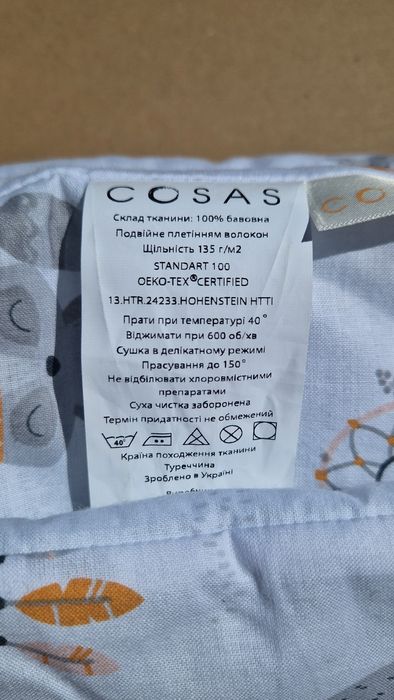 COSAS
Склад тканини: 100% бавовна
Подвійне плетінням волокон
Щільність 135 г/м2
STANDART 100
OEKO-TEX®CERTIFIED
13.HTR.24233.HOHENSTEIN HTTI
Прати при температурі 40°
Віджимати при 600 об/хв
Сушка в делікатному режимі
Прасування до 150°
Не відбілювати хлоровмістними
препаратами
Суха чистка заборонена
Термін придатності не обмежений
40°
Країна походження тканини
Туреччина
Зроблено в Україні
CO